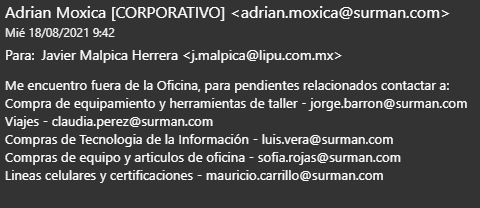 Adrian Moxica [CORPORATIVO] <adrian.moxica@surman.com>
Mié 18/08/2021 9:42
Para: Javier Malpica Herrera <j.malpica@lipu.com.mx>
Me encuentro fuera de la Oficina, para pendientes relacionados contactar a:
Compra de equipamiento y herramientas de taller - jorge.barron@surman.com
Viajes - claudia.perez@surman.com
Compras de Tecnologia de la Información - luis.vera@surman.com
Compras de equipo y articulos de oficina - sofia.rojas@surman.com
Lineas celulares y certificaciones - mauricio.carrillo@surman.com